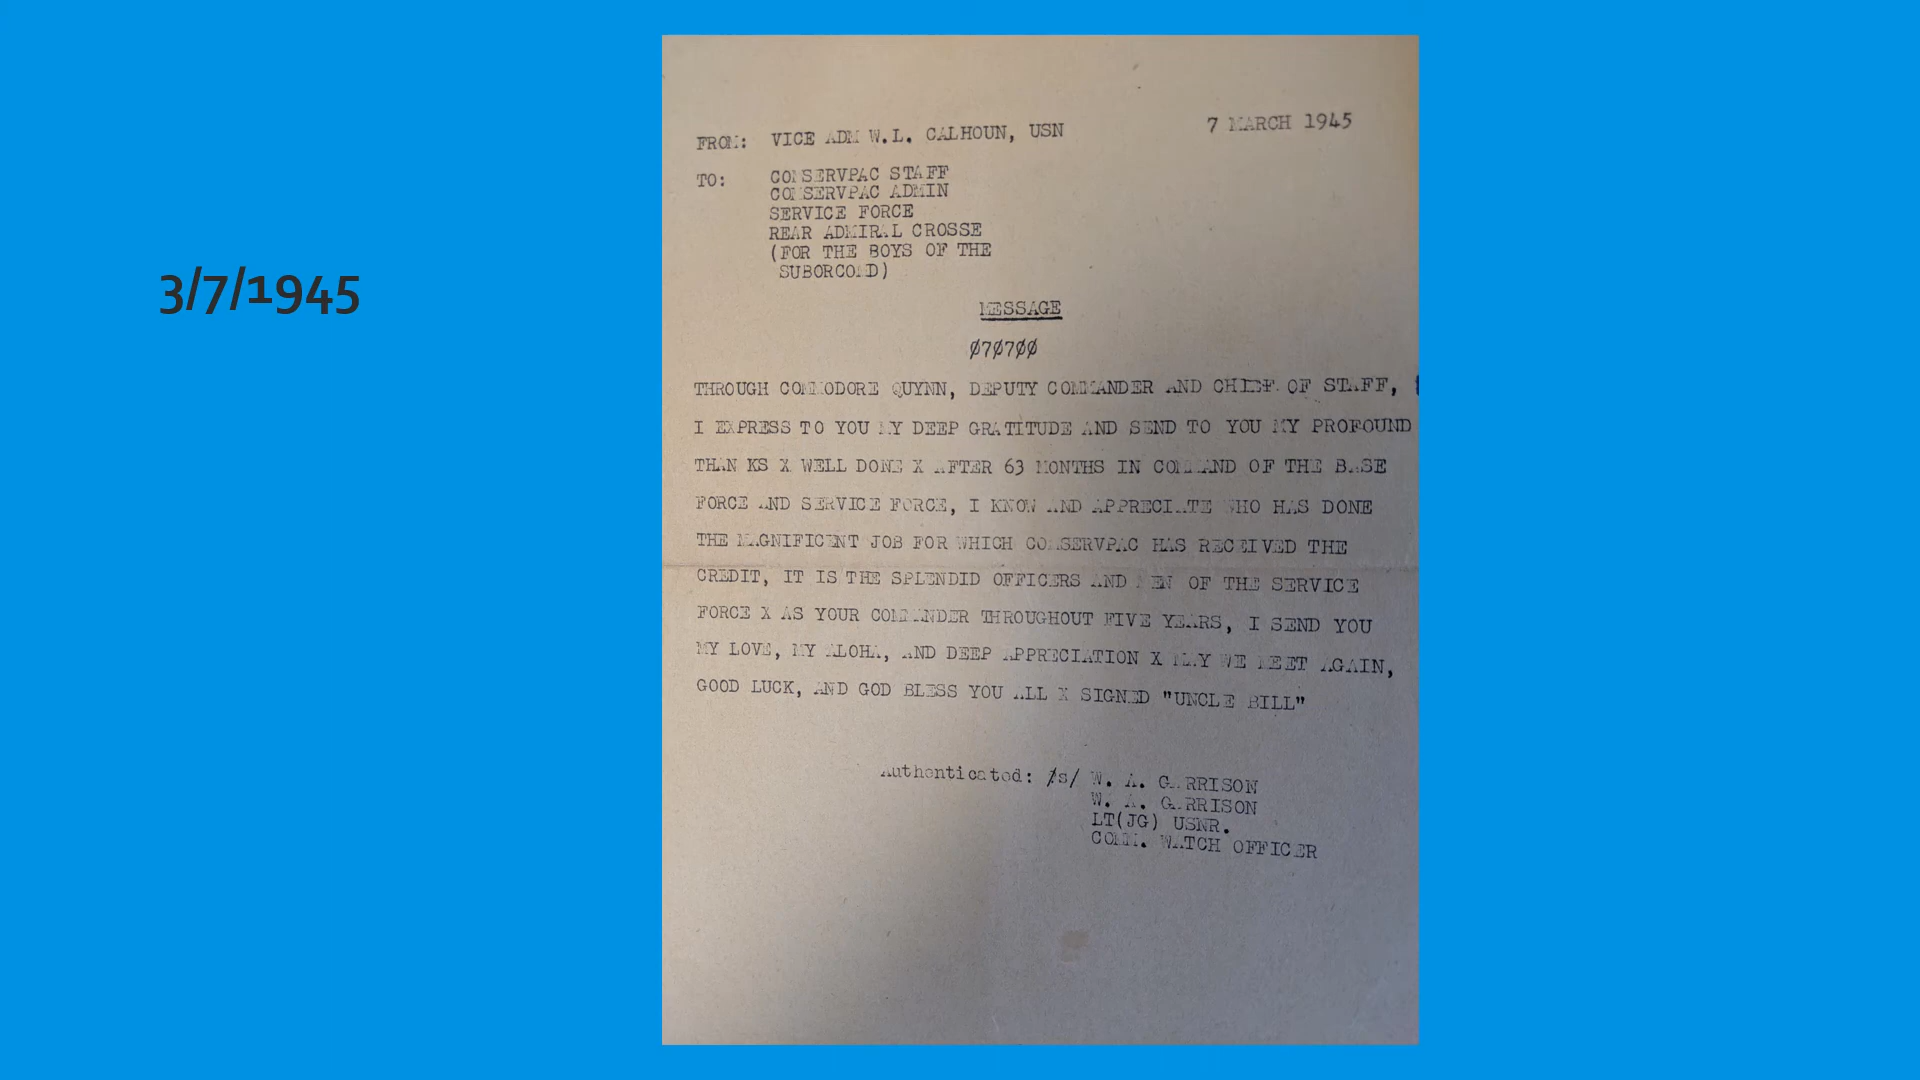 3/7/1945
FROM: VICE ADM W.L. CALHOUN, USN 7 MARCH 1945
TO: COMSERVPAC STAFF
COMSERVPAC ADMIN
SERVICE FORCE
REAR ADMIRAL CROSSE
(FOR THE BOYS OF THE
SUBORCOMD)
MESSAGE
Ø7Ø7ØØ
THROUGH COMMODORE QUYNN, DEPUTY COMMANDER AND CHIEF OF STAFF,
I EXPRESS TO YOU MY DEEP GRATITUDE AND SEND TO YOU MY PROFOUND
THAN KS X WELL DONE X AFTER 63 MONTHS IN COMMAND OF THE BASE
FORCE AND SERVICE FORCE, I KNOW AND APPRECIATE WHO HAS DONE
THE MAGNIFICENT JOB FOR WHICH COMSERVPAC HAS RECEIVED THE
CREDIT, IT IS THE SPLENDID OFFICERS AND MEN OF THE SERVICE
FORCE X AS YOUR COMMANDER THROUGHOUT FIVE YEARS, I SEND YOU
MY LOVE, MY ALOHA, AND DEEP APPRECIATION X MAY WE MEET AGAIN,
GOOD LUCK, AND GOD BLESS YOU ALL X SIGNED "UNCLE BILL"
Authenticated: /s/ W. A. GARRISON
W. A. GARRISON
LT(JG) USNR.
COMM. WATCH OFFICER